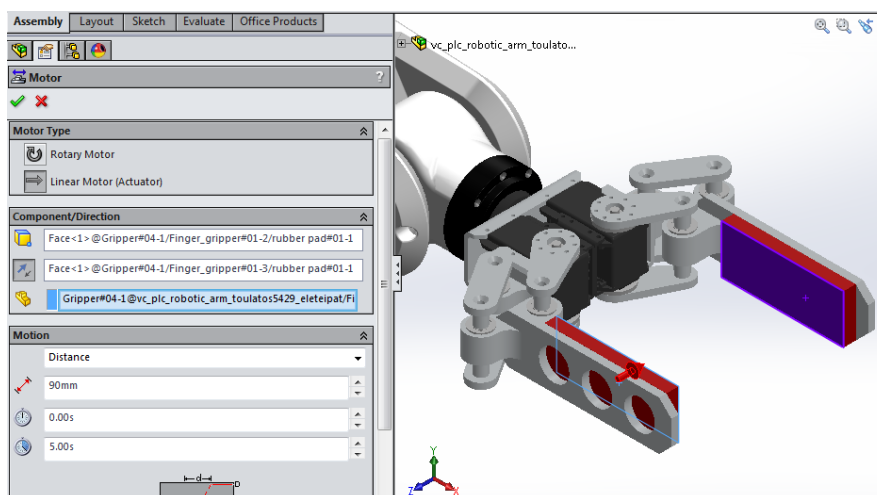 Assembly Layout Sketch Evaluate Office Products
vc_plc_robotic_arm_toulato...
Motor ?
Motor Type
Rotary Motor
Linear Motor (Actuator)
Component/Direction
Face<1>@Gripper#04-1/Finger_gripper#01-2/rubber pad#01-1
Face<1>@Gripper#04-1/Finger_gripper#01-3/rubber pad#01-1
Gripper#04-1@vc_plc_robotic_arm_toulatos5429_eleteipat/Fi
Motion
Distance
90mm
0.00s
5.00s
d
D
Y
Z X